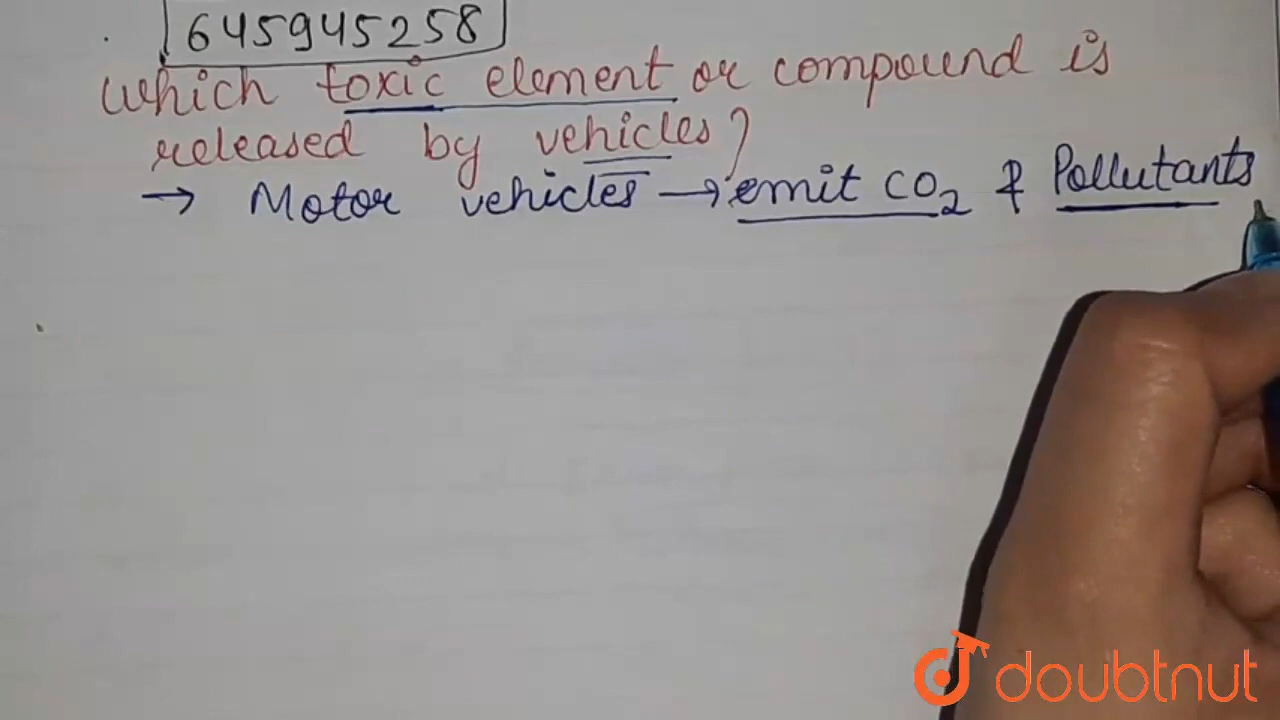 645945258
which toxic element or compound is
released by vehicles?
→ Motor vehicles → emit CO₂ & Pollutants
doubtnut